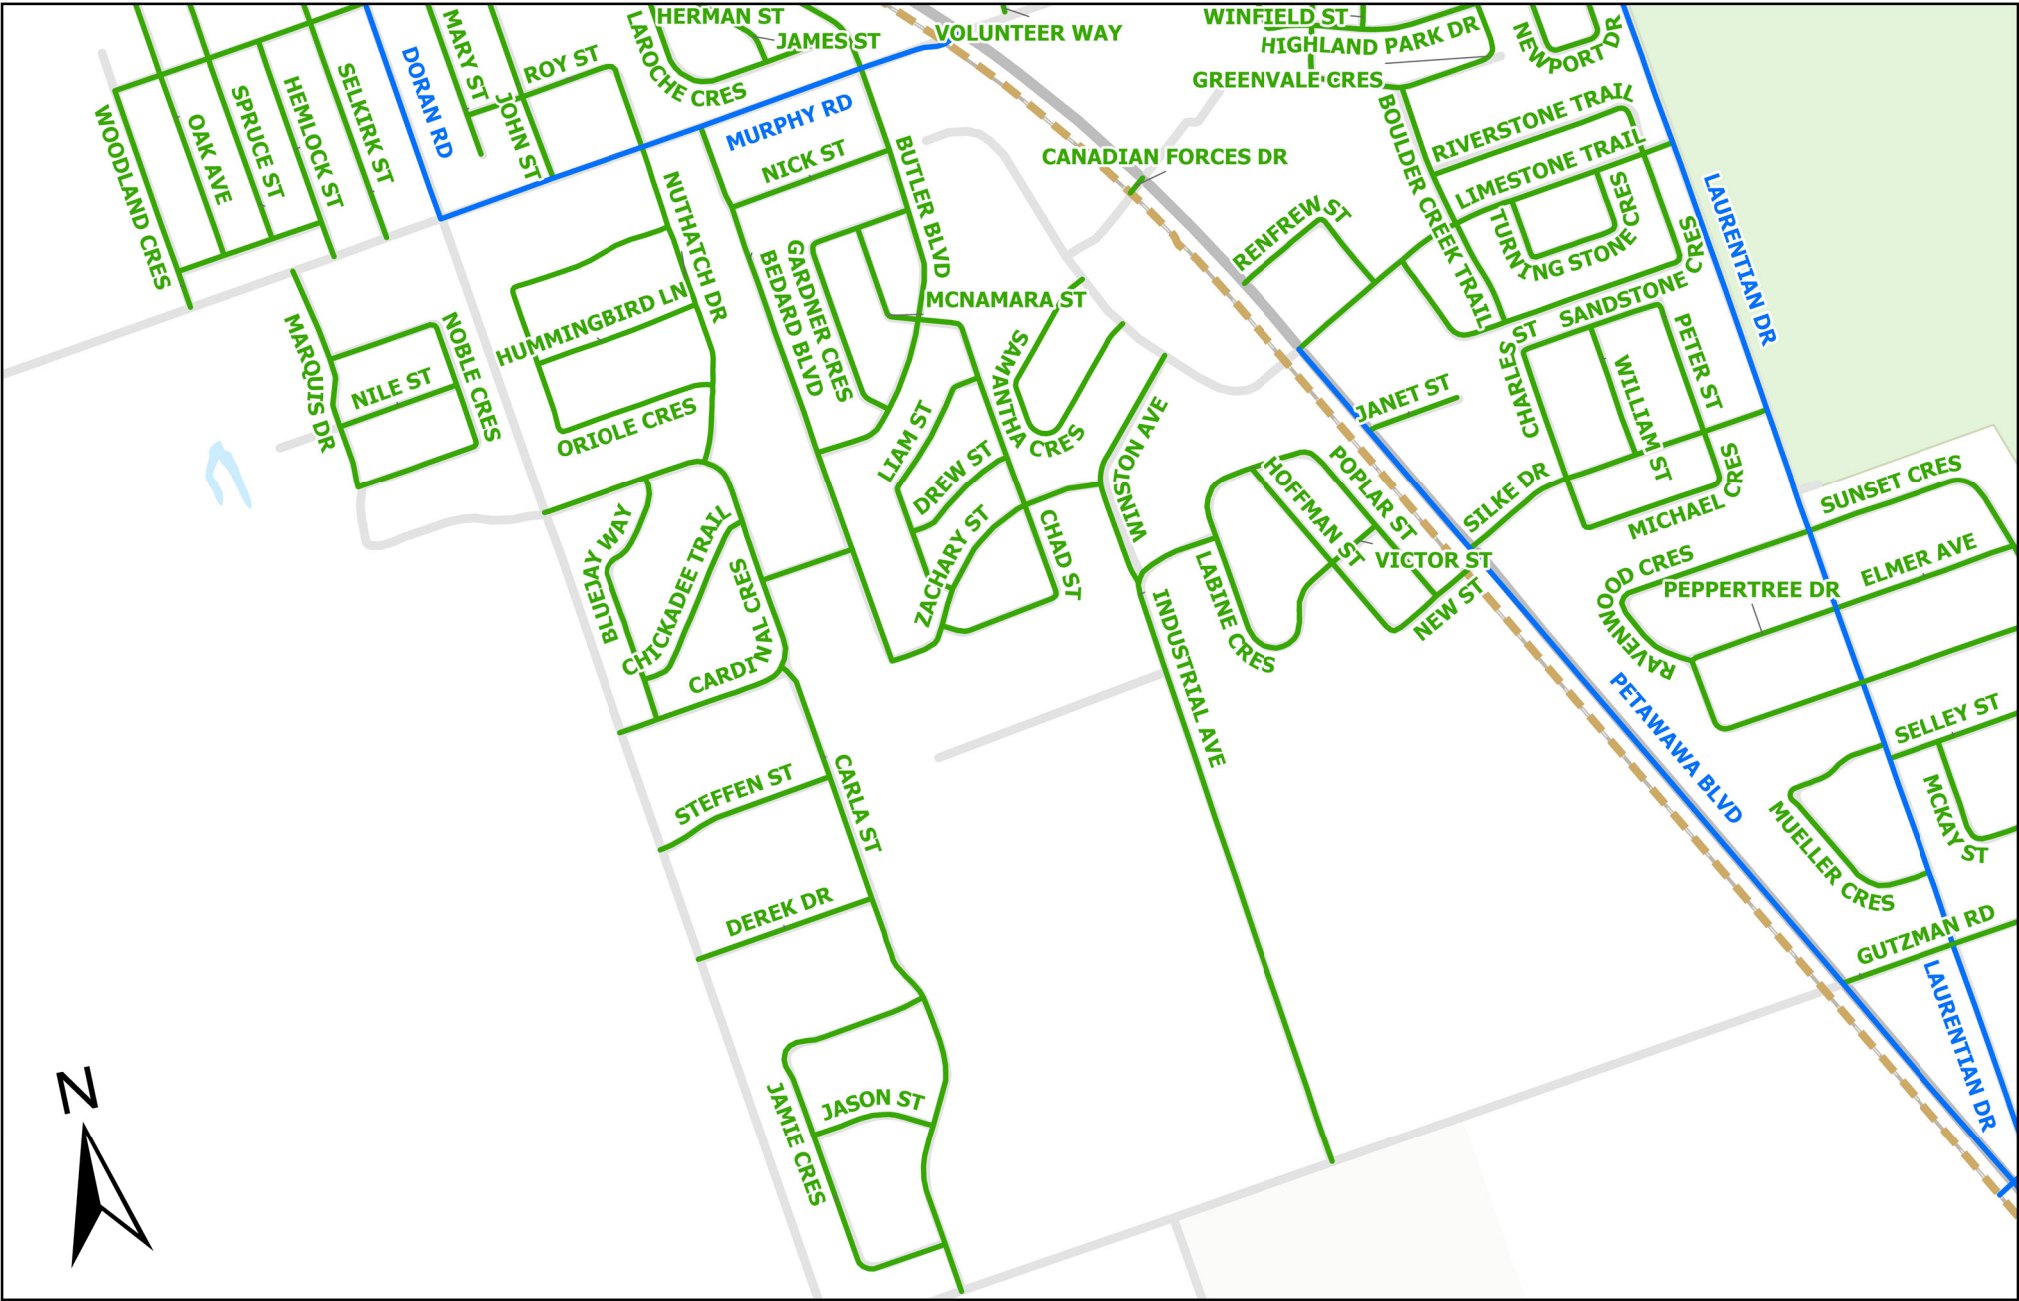 HERMAN ST
JAMES ST
VOLUNTEER WAY
WINFIELD ST
HIGHLAND PARK DR
GREENVALE CRES
NEWPORT DR
MARY ST
JOHN ST
ROY ST
LAROCHE CRES
DORAN RD
SELKIRK ST
HEMLOCK ST
SPRUCE ST
OAK AVE
WOODLAND CRES
MURPHY RD
NICK ST
BUTLER BLVD
CANADIAN FORCES DR
BOULDER CREEK TRAIL
RIVERSTONE TRAIL
LIMESTONE TRAIL
TURNING STONE CRES
SANDSTONE CRES
LAURENTIAN DR
RENFREW ST
NUTHATCH DR
HUMMINGBIRD LN
ORIOLE CRES
BEDARD BLVD
GARDNER CRES
MCNAMARA ST
SAMANTHA CRES
MARQUIS DR
NILE ST
NOBLE CRES
LIAM ST
DREW ST
ZACHARY ST
CHAD ST
WINSTON AVE
JANET ST
CHARLES ST
WILLIAM ST
PETER ST
MICHAEL CRES
SILKE DR
HOFFMAN ST
POPLAR ST
VICTOR ST
NEW ST
LABINE CRES
INDUSTRIAL AVE
BLUEJAY WAY
CHICKADEE TRAIL
CARDINAL CRES
SUNSET CRES
ELMER AVE
PEPPERTREE DR
RAVENWOOD CRES
PETAWAWA BLVD
SELLEY ST
MCKAY ST
MUELLER CRES
GUTZMAN RD
LAURENTIAN DR
STEFFEN ST
CARLA ST
DEREK DR
JASON ST
JAMIE CRES
N